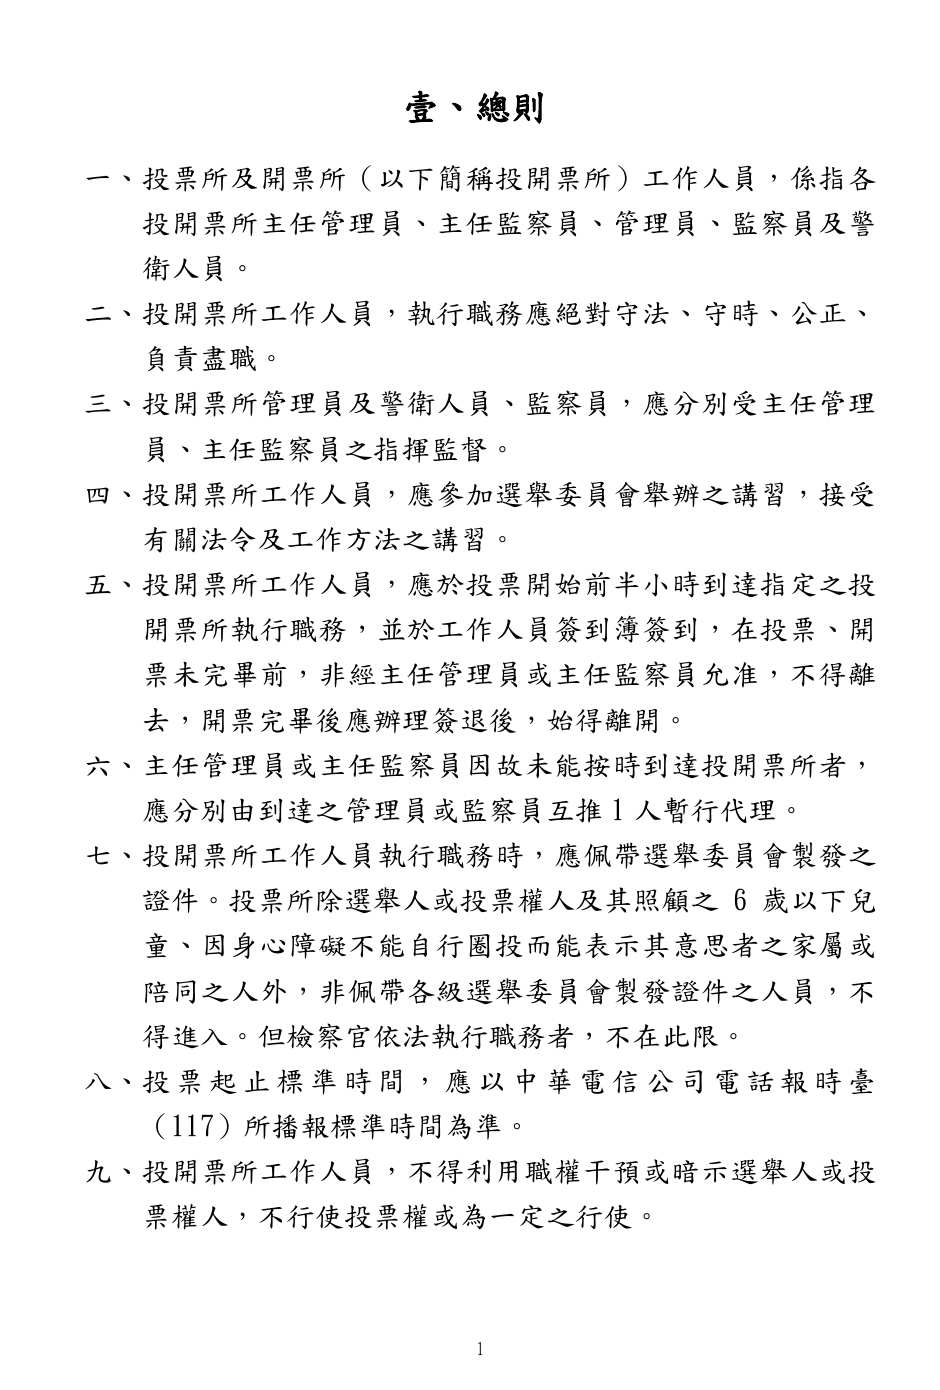 壹、總則
一、投票所及開票所（以下簡稱投開票所）工作人員，係指各
投開票所主任管理員、主任監察員、管理員、監察員及警
衛人員。
二、投開票所工作人員，執行職務應絕對守法、守時、公正、
負責盡職。
三、投開票所管理員及警衛人員、監察員，應分別受主任管理
員、主任監察員之指揮監督。
四、投開票所工作人員，應參加選舉委員會舉辦之講習，接受
有關法令及工作方法之講習。
五、投開票所工作人員，應於投票開始前半小時到達指定之投
開票所執行職務，並於工作人員簽到簿簽到，在投票、開
票未完畢前，非經主任管理員或主任監察員允准，不得離
去，開票完畢後應辦理簽退後，始得離開。
六、主任管理員或主任監察員因故未能按時到達投開票所者，
應分別由到達之管理員或監察員互推 1 人暫行代理。
七、投開票所工作人員執行職務時，應佩帶選舉委員會製發之
證件。投票所除選舉人或投票權人及其照顧之 6 歲以下兒
童、因身心障礙不能自行圈投而能表示其意思者之家屬或
陪同之人外，非佩帶各級選舉委員會製發證件之人員，不
得進入。但檢察官依法執行職務者，不在此限。
八、投票起止標準時間，應以中華電信公司電話報時臺
（117）所播報標準時間為準。
九、投開票所工作人員，不得利用職權干預或暗示選舉人或投
票權人，不行使投票權或為一定之行使。
1